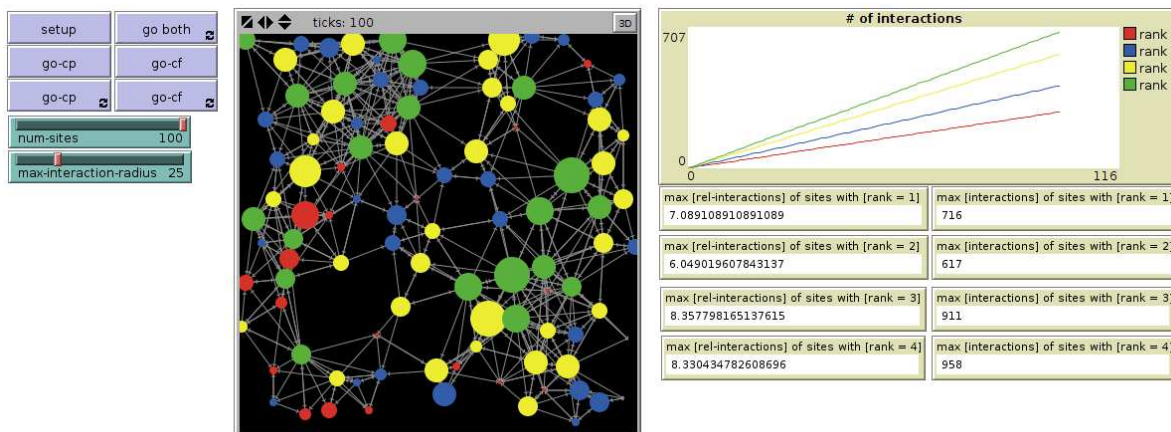 setup
go both
go-cp
go-cf
go-cp
go-cf
num-sites 100
max-interaction-radius 25
ticks: 100
3D
# of interactions
707
0
0
116
rank
rank
rank
rank
max [rel-interactions] of sites with [rank = 1]
7.089108910891089
max [interactions] of sites with [rank = 1]
716
max [rel-interactions] of sites with [rank = 2]
6.049019607843137
max [interactions] of sites with [rank = 2]
617
max [rel-interactions] of sites with [rank = 3]
8.357798165137615
max [interactions] of sites with [rank = 3]
911
max [rel-interactions] of sites with [rank = 4]
8.330434782608696
max [interactions] of sites with [rank = 4]
958